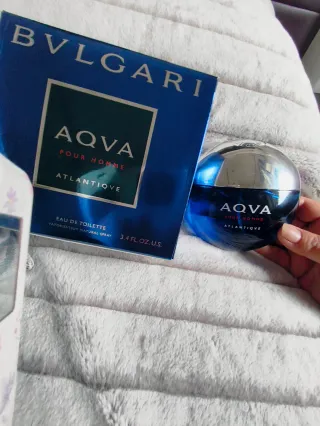 BVLGARI
AQVA
POUR HOMME
ATLANTIQVE
EAU DE TOILETTE
3.4 FL.OZ.U.S.
AQVA
POUR HOMME
ATLANTIQVE